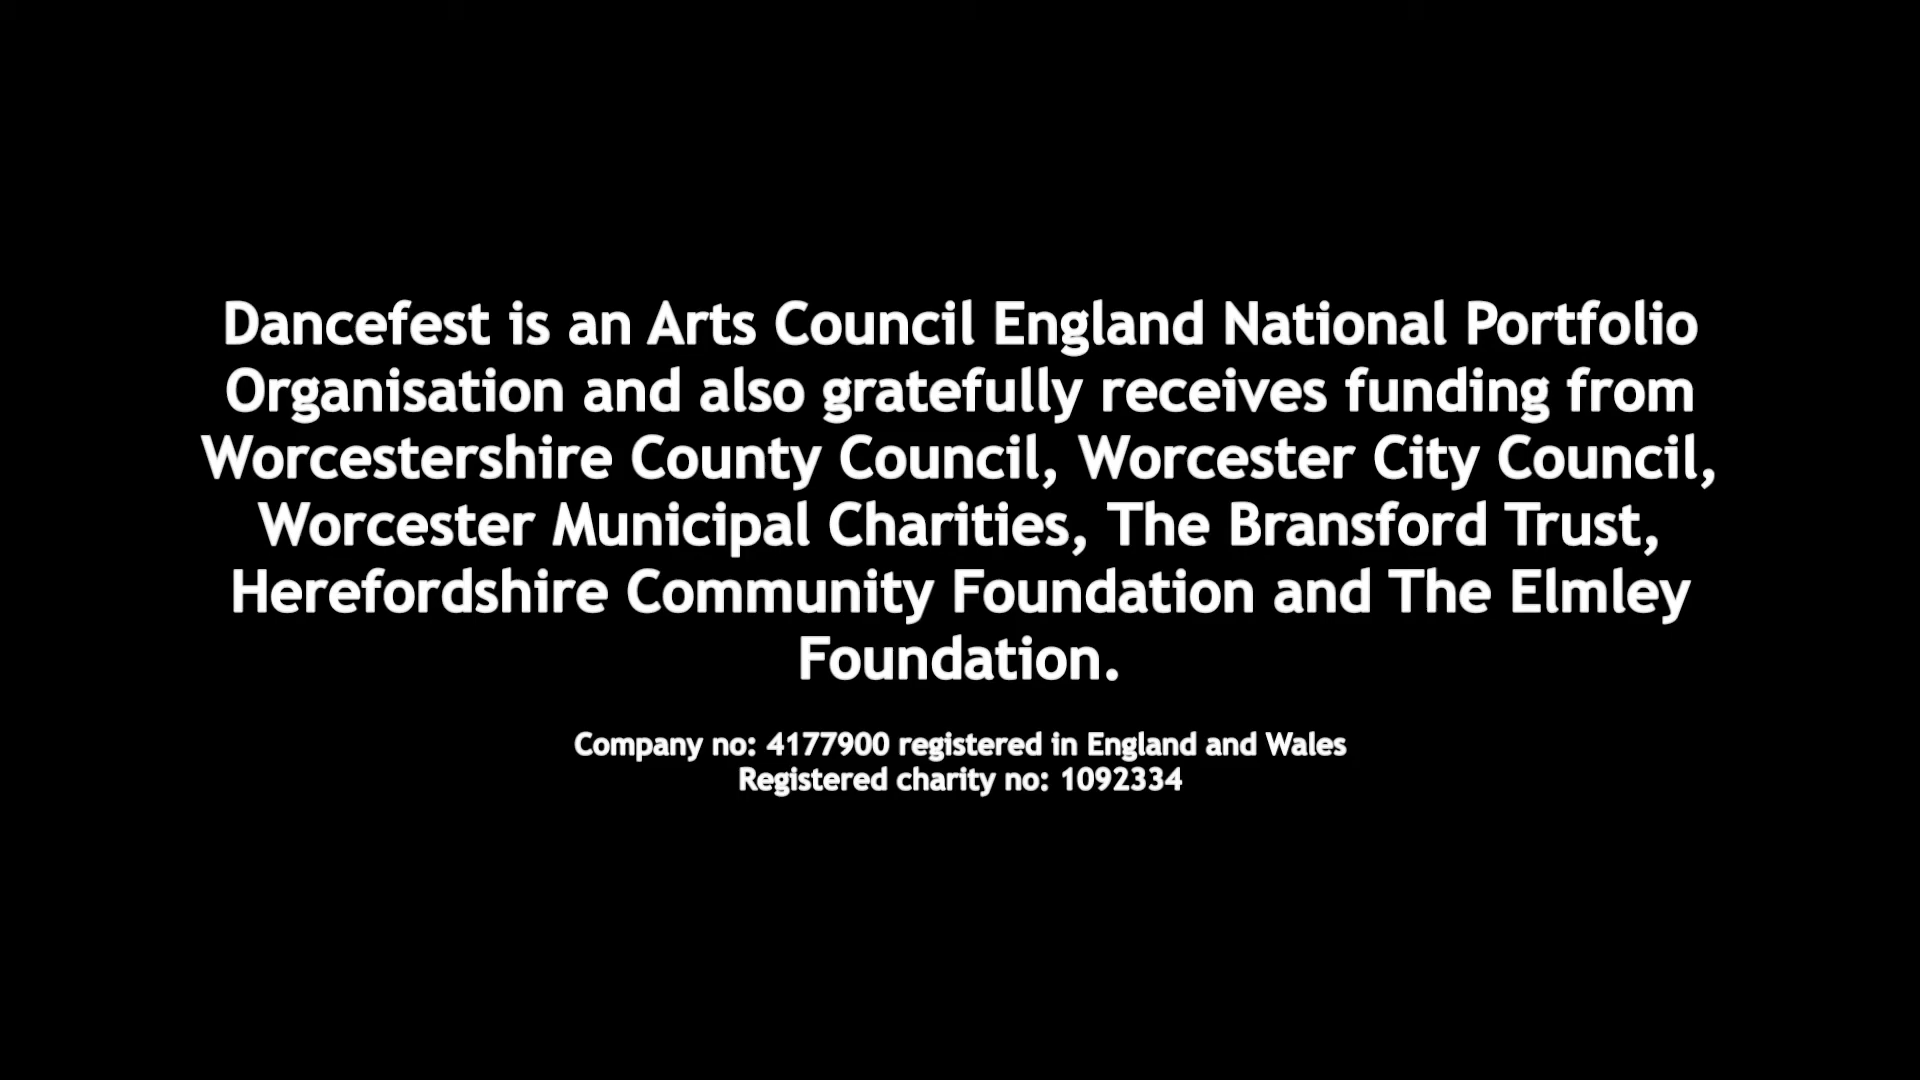 Dancefest is an Arts Council England National Portfolio
Organisation and also gratefully receives funding from
Worcestershire County Council, Worcester City Council,
Worcester Municipal Charities, The Bransford Trust,
Herefordshire Community Foundation and The Elmley
Foundation.
Company no: 4177900 registered in England and Wales
Registered charity no: 1092334